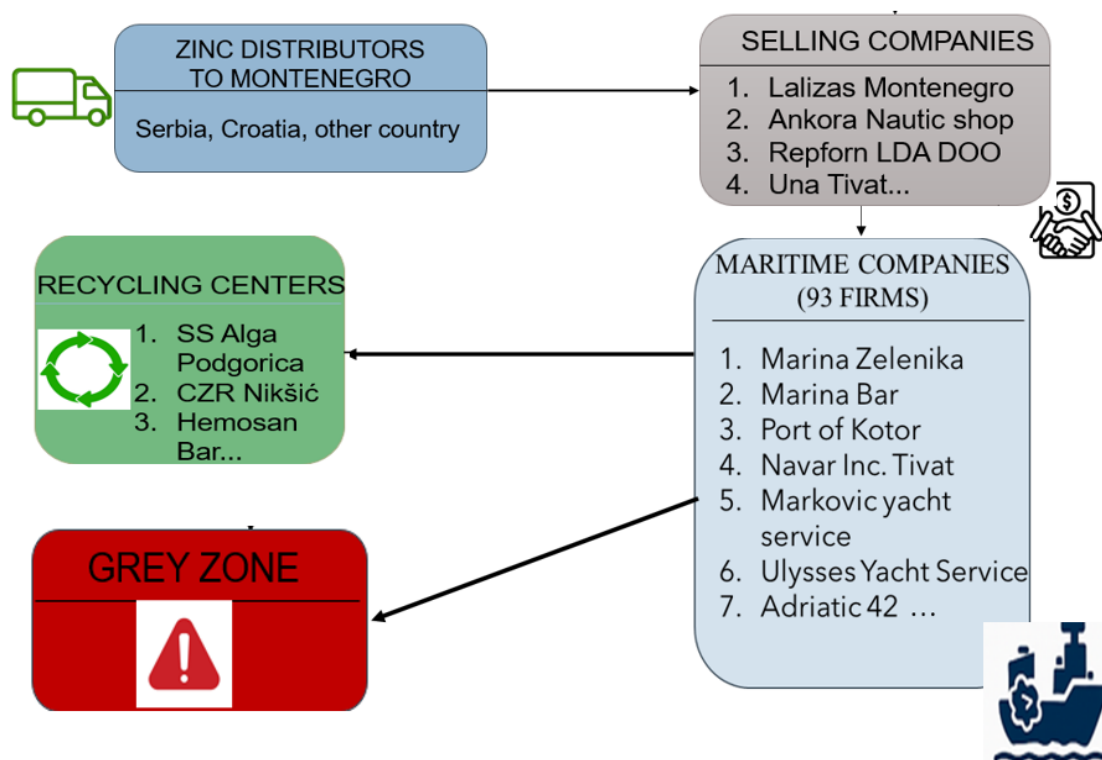 ZINC DISTRIBUTORS
TO MONTENEGRO
Serbia, Croatia, other country
SELLING COMPANIES
1. Lalizas Montenegro
2. Ankora Nautic shop
3. Repforn LDA DOO
4. Una Tivat...
$
RECYCLING CENTERS
1. SS Alga
Podgorica
2. CZR Nikšić
3. Hemosan
Bar...
MARITIME COMPANIES
(93 FIRMS)
1. Marina Zelenika
2. Marina Bar
3. Port of Kotor
4. Navar Inc. Tivat
5. Markovic yacht
service
6. Ulysses Yacht Service
7. Adriatic 42 ...
GREY ZONE
!